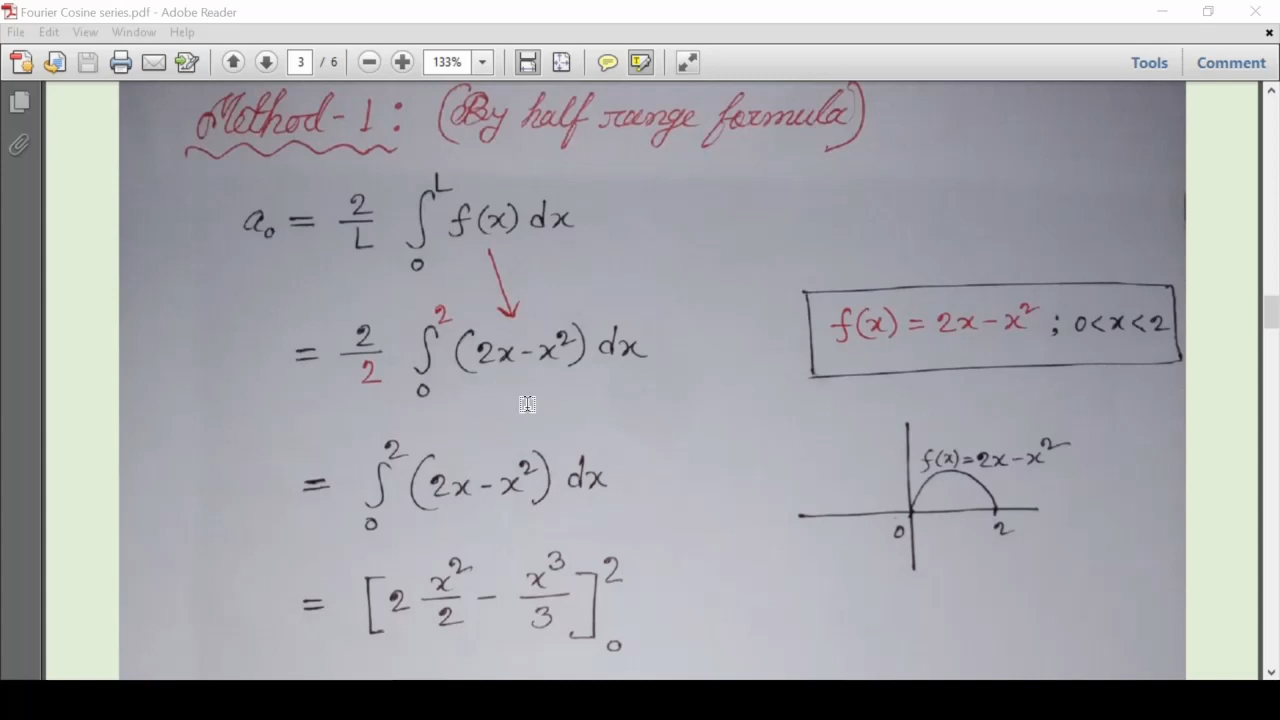 Fourier Cosine series.pdf - Adobe Reader
File Edit View Window Help
3 / 6 133% Tools Comment
Method-1: (By half range formula)
a₀ = 2/L ∫₀ᴸ f(x) dx
= 2/2 ∫₀² (2x-x²) dx
f(x) = 2x-x² ; 0<x<2
= ∫₀² (2x-x²) dx
f(x)=2x-x²
0 2
= [2 x²/2 - x³/3]₀²